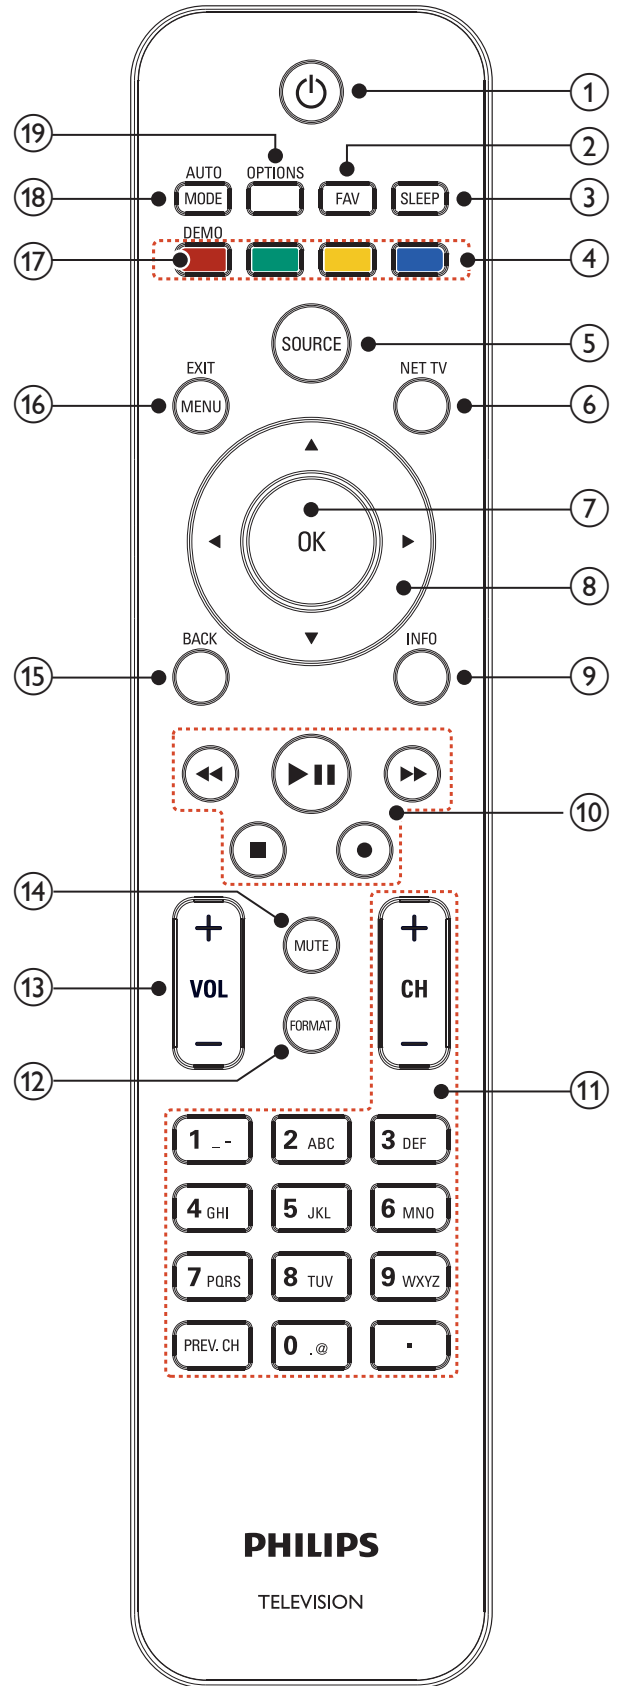 1
19
2
AUTO OPTIONS
18 MODE FAV SLEEP 3
DEMO
17 4
SOURCE 5
EXIT NET TV
16 MENU 6
7
OK
8
BACK INFO
15 9
10
14
+ MUTE +
13 VOL CH
FORMAT
− −
12 11
1 _ - 2 ABC 3 DEF
4 GHI 5 JKL 6 MNO
7 PQRS 8 TUV 9 WXYZ
PREV. CH 0 .@ .
PHILIPS
TELEVISION